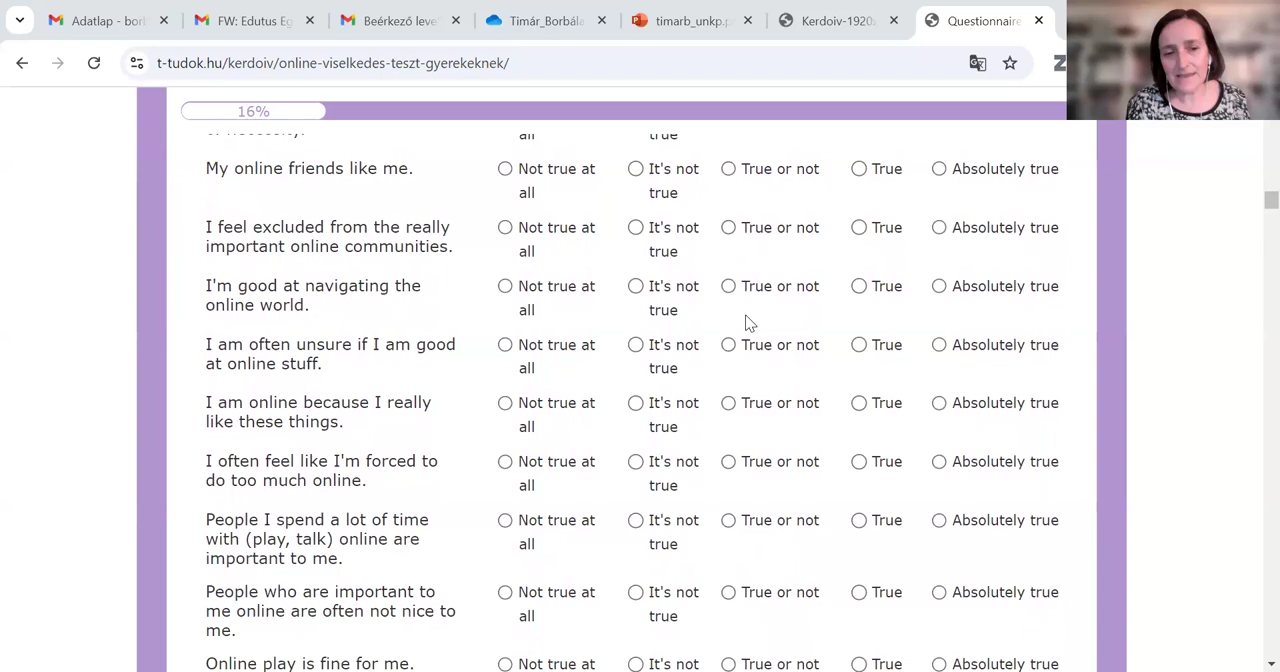 Adatlap - bor
FW: Edutus Eg
Beérkező leve
Timár_Borbála
timarb_unkp.p
Kerdoiv-1920
Questionnaire
t-tudok.hu/kerdoiv/online-viselkedes-teszt-gyerekeknek/
16%
all true
My online friends like me. Not true at It's not True or not True Absolutely true
all true
I feel excluded from the really Not true at It's not True or not True Absolutely true
important online communities. all true
I'm good at navigating the Not true at It's not True or not True Absolutely true
online world. all true
I am often unsure if I am good Not true at It's not True or not True Absolutely true
at online stuff. all true
I am online because I really Not true at It's not True or not True Absolutely true
like these things. all true
I often feel like I'm forced to Not true at It's not True or not True Absolutely true
do too much online. all true
People I spend a lot of time Not true at It's not True or not True Absolutely true
with (play, talk) online are all true
important to me.
People who are important to Not true at It's not True or not True Absolutely true
me online are often not nice to all true
me.
Online play is fine for me. Not true at It's not True or not True Absolutely true